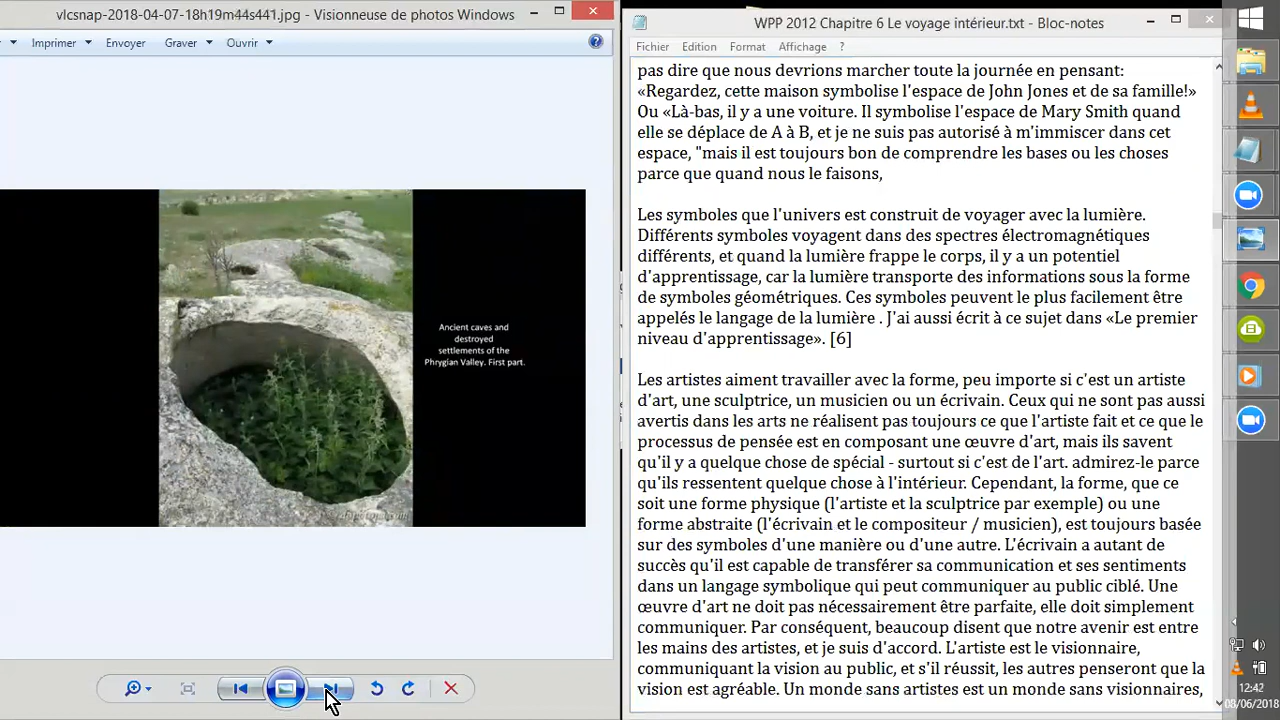 vlcsnap-2018-04-07-18h19m44s441.jpg - Visionneuse de photos Windows
Imprimer Envoyer Graver Ouvrir
Ancient caves and
destroyed
settlements of the
Phrygian Valley. First part.
WPP 2012 Chapitre 6 Le voyage intérieur.txt - Bloc-notes
Fichier Edition Format Affichage ?
pas dire que nous devrions marcher toute la journée en pensant:
«Regardez, cette maison symbolise l'espace de John Jones et de sa famille!»
Ou «Là-bas, il y a une voiture. Il symbolise l'espace de Mary Smith quand
elle se déplace de A à B, et je ne suis pas autorisé à m'immiscer dans cet
espace, "mais il est toujours bon de comprendre les bases ou les choses
parce que quand nous le faisons,
Les symboles que l'univers est construit de voyager avec la lumière.
Différents symboles voyagent dans des spectres électromagnétiques
différents, et quand la lumière frappe le corps, il y a un potentiel
d'apprentissage, car la lumière transporte des informations sous la forme
de symboles géométriques. Ces symboles peuvent le plus facilement être
appelés le langage de la lumière . J'ai aussi écrit à ce sujet dans «Le premier
niveau d'apprentissage». [6]
Les artistes aiment travailler avec la forme, peu importe si c'est un artiste
d'art, une sculptrice, un musicien ou un écrivain. Ceux qui ne sont pas aussi
avertis dans les arts ne réalisent pas toujours ce que l'artiste fait et ce que le
processus de pensée est en composant une œuvre d'art, mais ils savent
qu'il y a quelque chose de spécial - surtout si c'est de l'art. admirez-le parce
qu'ils ressentent quelque chose à l'intérieur. Cependant, la forme, que ce
soit une forme physique (l'artiste et la sculptrice par exemple) ou une
forme abstraite (l'écrivain et le compositeur / musicien), est toujours basée
sur des symboles d'une manière ou d'une autre. L'écrivain a autant de
succès qu'il est capable de transférer sa communication et ses sentiments
dans un langage symbolique qui peut communiquer au public ciblé. Une
œuvre d'art ne doit pas nécessairement être parfaite, elle doit simplement
communiquer. Par conséquent, beaucoup disent que notre avenir est entre
les mains des artistes, et je suis d'accord. L'artiste est le visionnaire,
communiquant la vision au public, et s'il réussit, les autres penseront que la
vision est agréable. Un monde sans artistes est un monde sans visionnaires,
12:42
08/06/2018